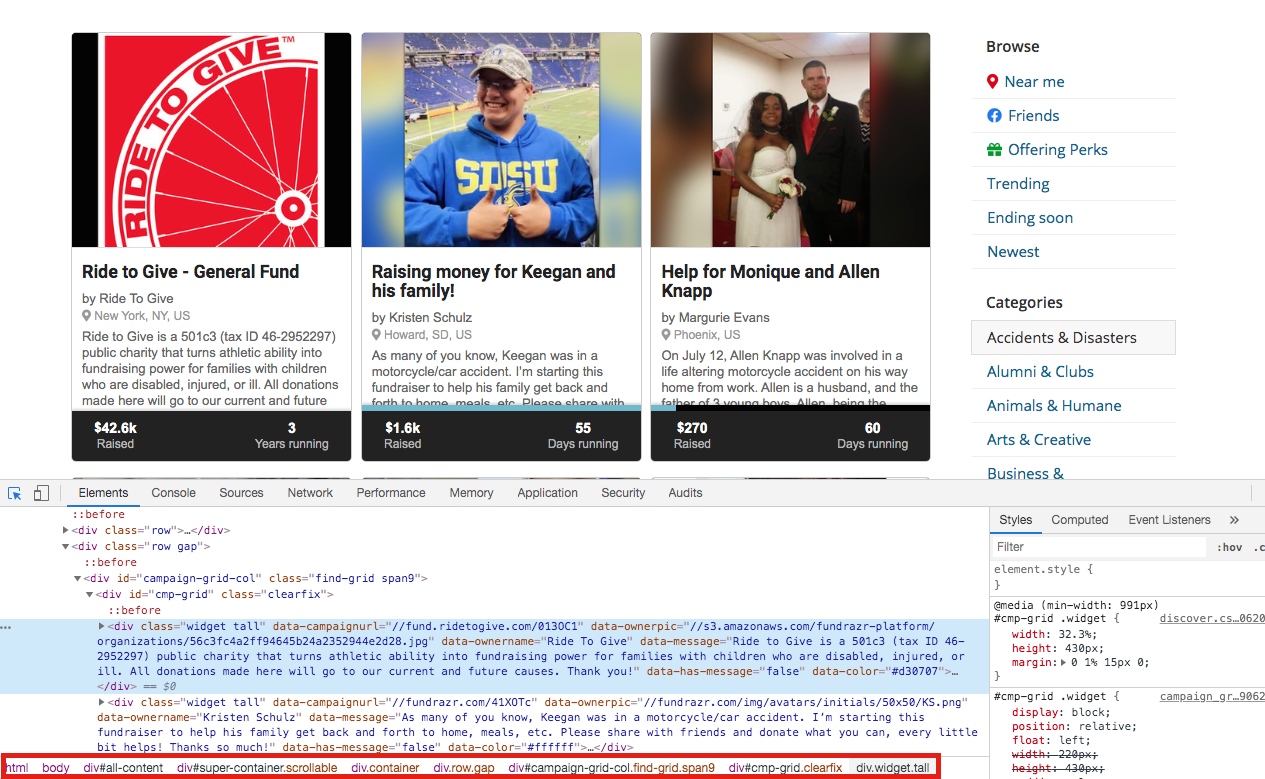 RIDE TO GIVE™
SDSU
Ride to Give - General Fund
by Ride To Give
New York, NY, US
Ride to Give is a 501c3 (tax ID 46-2952297)
public charity that turns athletic ability into
fundraising power for families with children
who are disabled, injured, or ill. All donations
made here will go to our current and future
$42.6k
Raised
3
Years running
Raising money for Keegan and
his family!
by Kristen Schulz
Howard, SD, US
As many of you know, Keegan was in a
motorcycle/car accident. I'm starting this
fundraiser to help his family get back and
forth to home, meals, etc. Please share with
$1.6k
Raised
55
Days running
Help for Monique and Allen
Knapp
by Margurie Evans
Phoenix, US
On July 12, Allen Knapp was involved in a
life altering motorcycle accident on his way
home from work. Allen is a husband, and the
father of 3 young boys. Allen, being the
$270
Raised
60
Days running
Browse
Near me
Friends
Offering Perks
Trending
Ending soon
Newest
Categories
Accidents & Disasters
Alumni & Clubs
Animals & Humane
Arts & Creative
Business &
Elements Console Sources Network Performance Memory Application Security Audits
::before
<div class="row">…</div>
<div class="row gap">
::before
<div id="campaign-grid-col" class="find-grid span9">
<div id="cmp-grid" class="clearfix">
::before
<div class="widget tall" data-campaignurl="//fund.ridetogive.com/013OC1" data-ownerpic="//s3.amazonaws.com/fundrazr-platform/
organizations/56c3fc4a2ff94645b24a2352944e2d28.jpg" data-ownername="Ride To Give" data-message="Ride to Give is a 501c3 (tax ID 46-
2952297) public charity that turns athletic ability into fundraising power for families with children who are disabled, injured, or
ill. All donations made here will go to our current and future causes. Thank you!" data-has-message="false" data-color="#d30707">…
</div> == $0
<div class="widget tall" data-campaignurl="//fundrazr.com/41XOTc" data-ownerpic="//fundrazr.com/img/avatars/initials/50x50/KS.png"
data-ownername="Kristen Schulz" data-message="As many of you know, Keegan was in a motorcycle/car accident. I'm starting this
fundraiser to help his family get back and forth to home, meals, etc. Please share with friends and donate what you can, every little
bit helps! Thanks so much!" data-has-message="false" data-color="#ffffff">…</div>
html body div#all-content div#super-container.scrollable div.container div.row.gap div#campaign-grid-col.find-grid.span9 div#cmp-grid.clearfix div.widget.tall
Styles Computed Event Listeners »
Filter :hov .c
element.style {
}
@media (min-width: 991px)
#cmp-grid .widget { discover.cs…0620
width: 32.3%;
height: 430px;
margin: 0 1% 15px 0;
}
#cmp-grid .widget { campaign_gr…9062
display: block;
position: relative;
float: left;
width: 220px;
height: 430px;